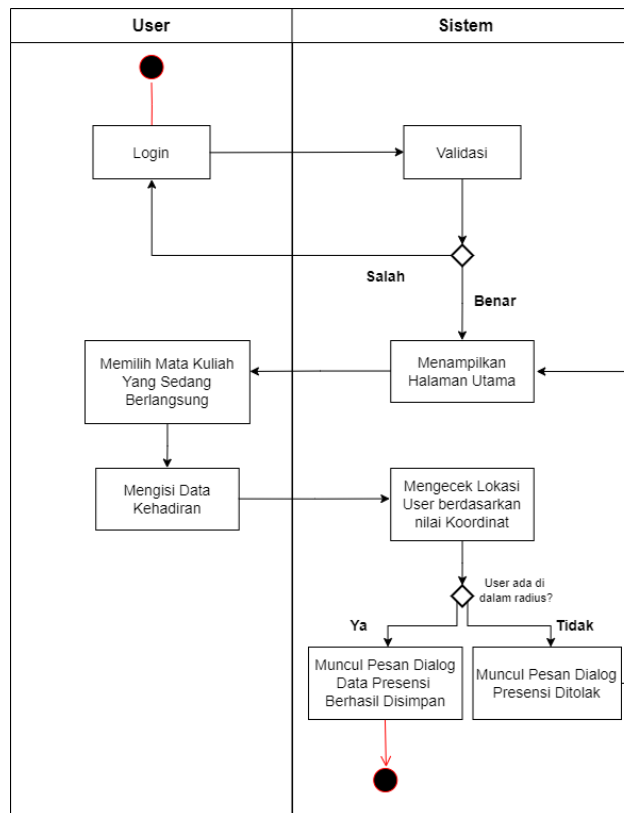 User
Sistem
Login
Validasi
Salah
Benar
Memilih Mata Kuliah
Yang Sedang
Berlangsung
Menampilkan
Halaman Utama
Mengisi Data
Kehadiran
Mengecek Lokasi
User berdasarkan
nilai Koordinat
User ada di
dalam radius?
Ya
Tidak
Muncul Pesan Dialog
Data Presensi
Berhasil Disimpan
Muncul Pesan Dialog
Presensi Ditolak